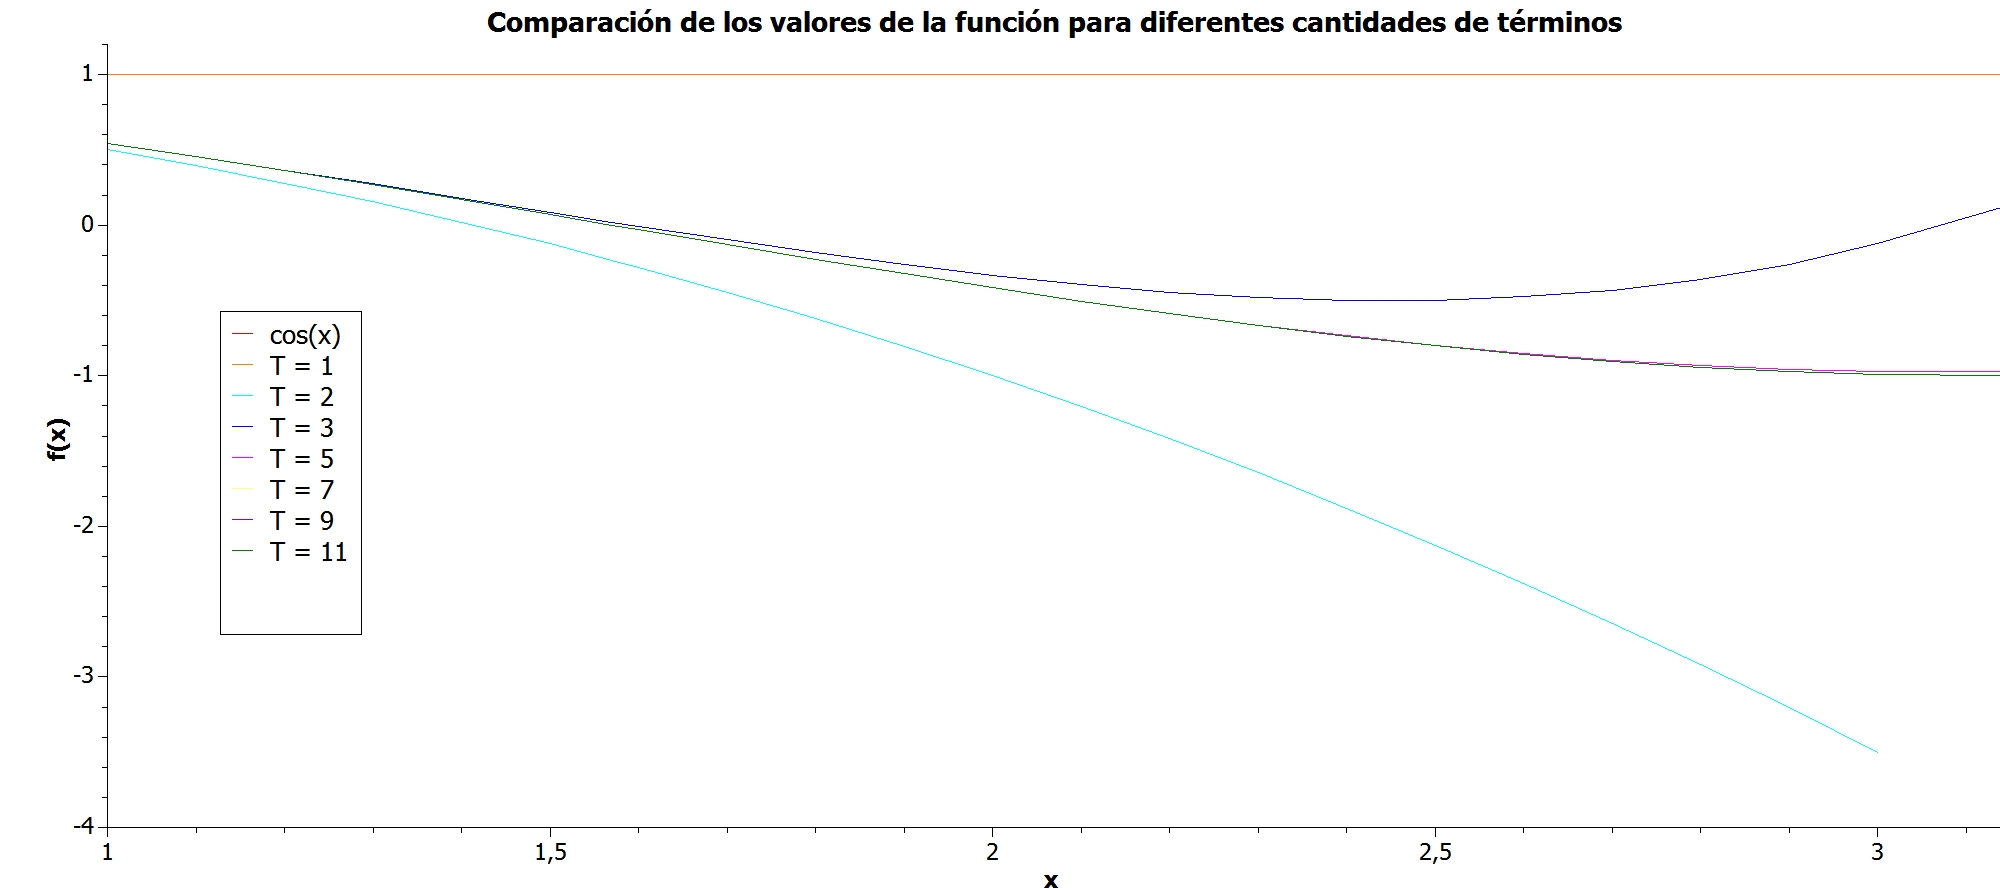 Comparación de los valores de la función para diferentes cantidades de términos
1
0
-1
-2
-3
-4
f(x)
cos(x)
T = 1
T = 2
T = 3
T = 5
T = 7
T = 9
T = 11
1 1,5 2 2,5 3
x